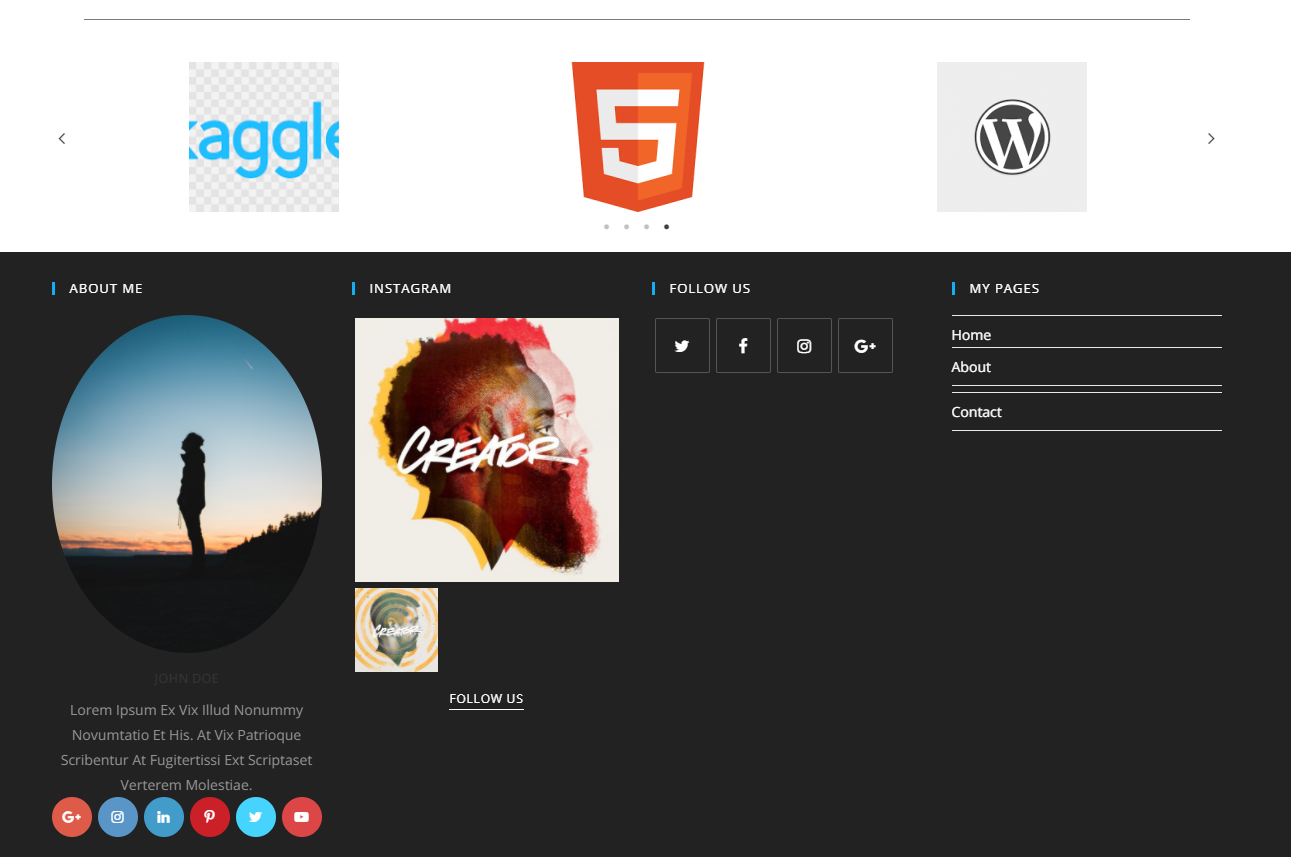 kaggle
5
W
ABOUT ME
INSTAGRAM
FOLLOW US
MY PAGES
Home
About
Contact
CREATOR
CREATOR
FOLLOW US
JOHN DOE
Lorem Ipsum Ex Vix Illud Nonummy
Novumtatio Et His. At Vix Patrioque
Scribentur At Fugitertissi Ext Scriptaset
Verterem Molestiae.